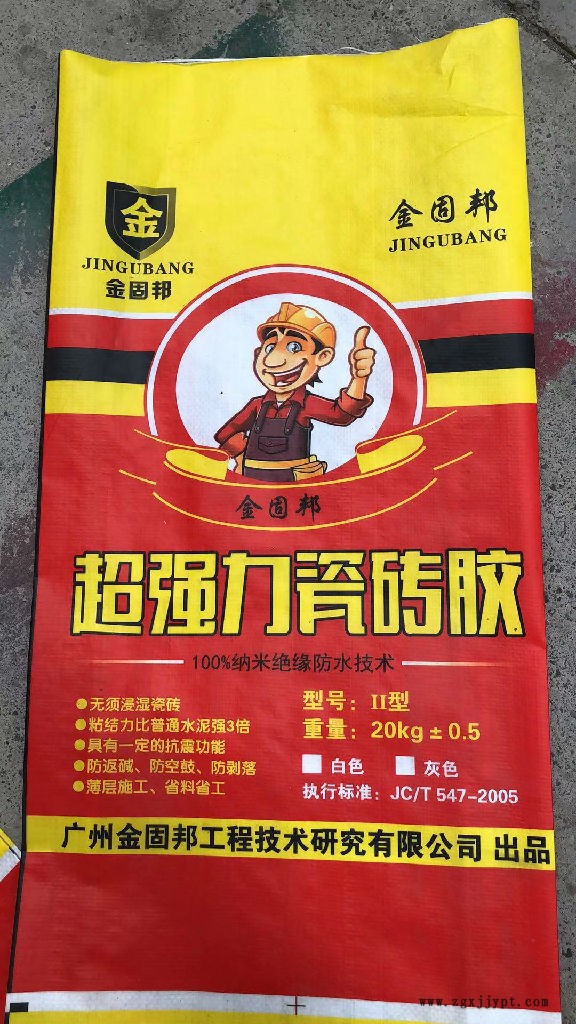 金
JINGUBANG
金固邦
金固邦
JINGUBANG
金固邦
超强力瓷砖胶
100%纳米绝缘防水技术
●无须浸湿瓷砖
●粘结力比普通水泥强3倍
●具有一定的抗震功能
●防返碱、防空鼓、防剥落
●薄层施工、省料省工
型号：II型
重量：20kg±0.5
白色 灰色
执行标准：JC/T 547-2005
广州金固邦工程技术研究有限公司 出品
www.zgxjjypt.com